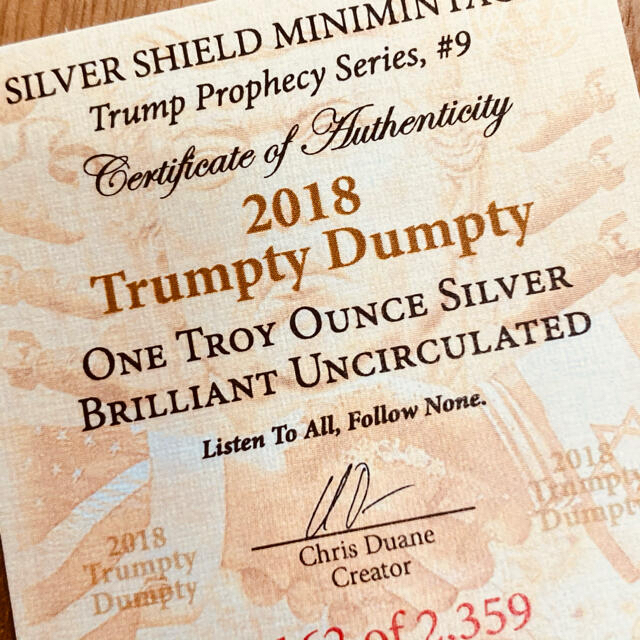 SILVER SHIELD MINIMINTAG
Trump Prophecy Series, #9
Certificate of Authenticity
2018
Trumpty Dumpty
ONE TROY OUNCE SILVER
BRILLIANT UNCIRCULATED
Listen To All, Follow None.
Chris Duane
Creator
2018
Trumpty
Dumpty
2018
Trumpty
Dumpty
of 2,359